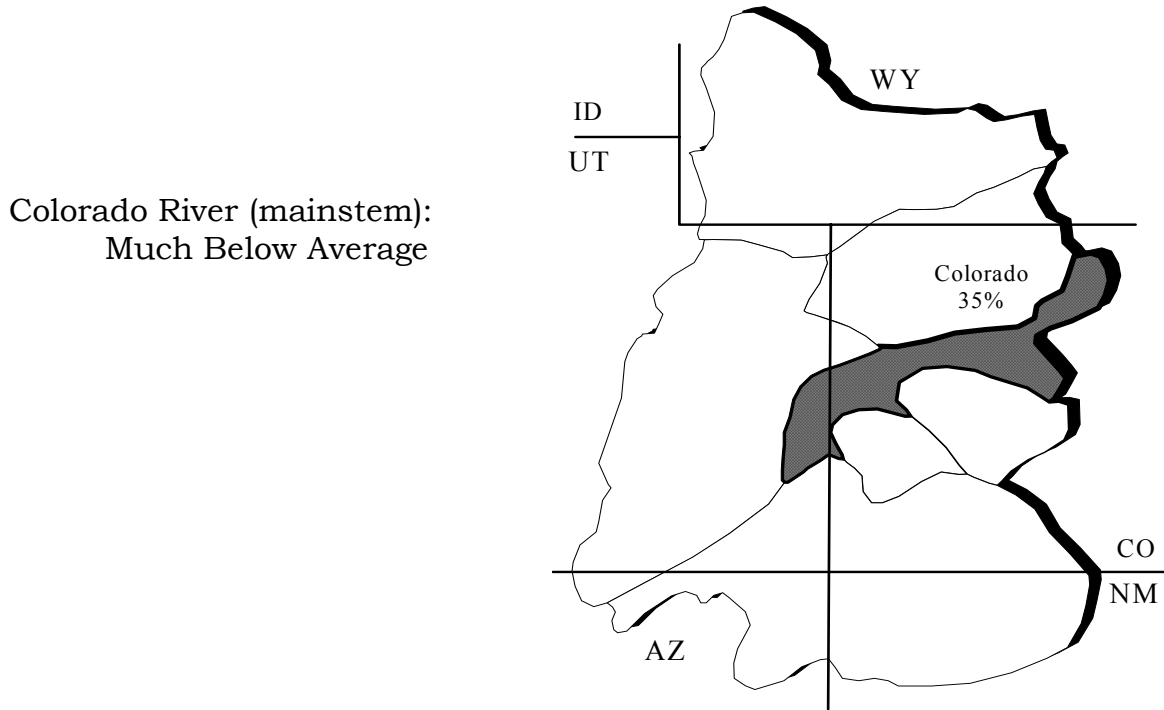 WY
ID
UT
Colorado River (mainstem):
Much Below Average
Colorado
35%
CO
NM
AZ